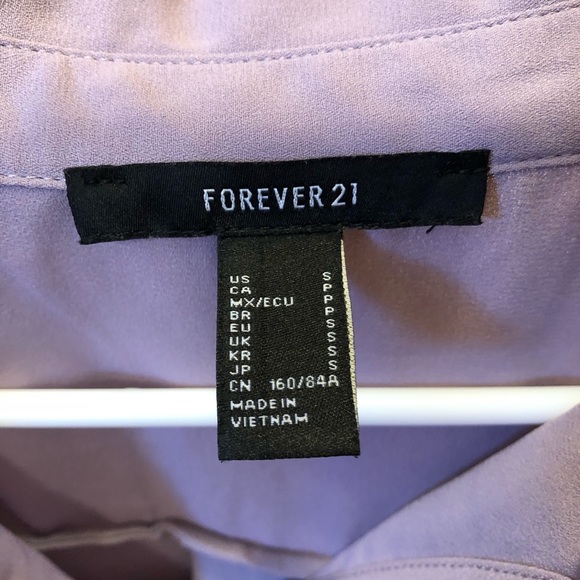 FOREVER 21
US S
CA P
MX/ECU P
BR P
EU S
UK S
KR S
JP S
CN 160/84A
MADE IN
VIETNAM